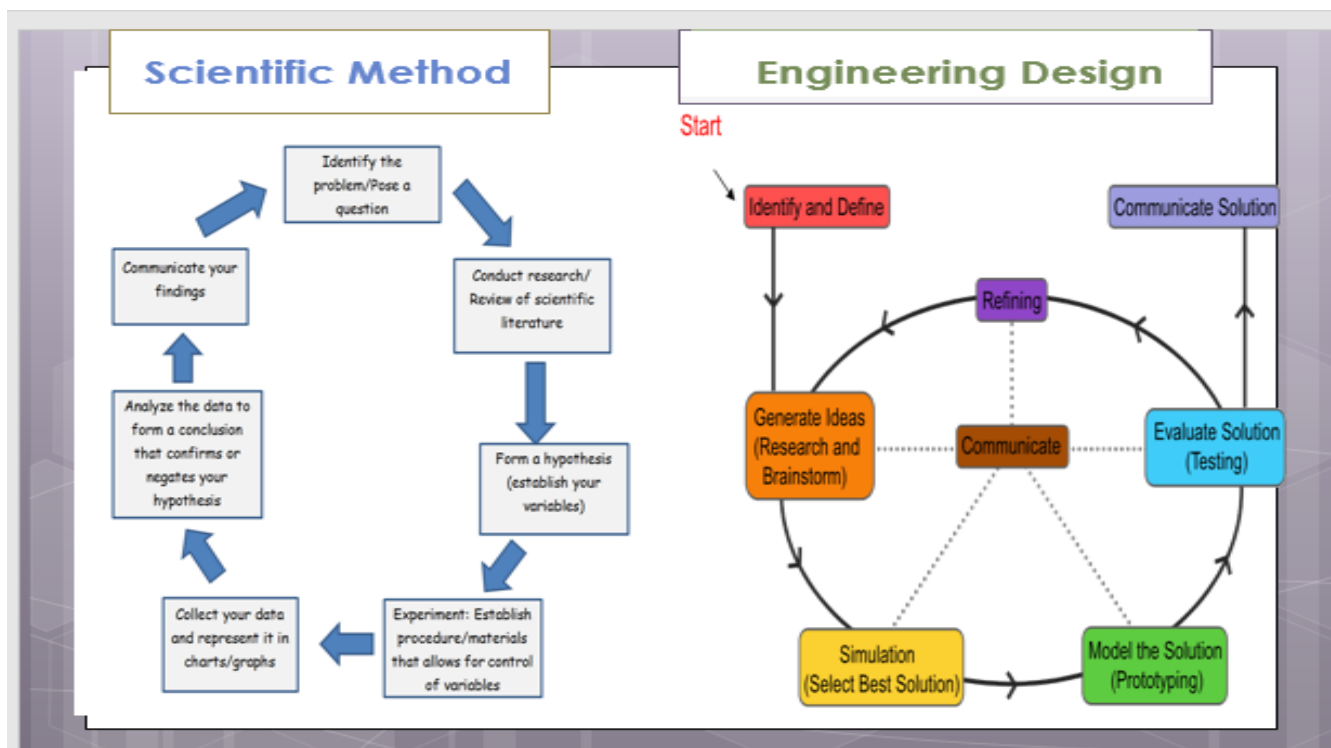 Scientific Method
Identify the
problem/Pose a
question
Conduct research/
Review of scientific
literature
Form a hypothesis
(establish your
variables)
Experiment: Establish
procedure/materials
that allows for control
of variables
Collect your data
and represent it in
charts/graphs
Analyze the data to
form a conclusion
that confirms or
negates your
hypothesis
Communicate your
findings
Engineering Design
Start
Identify and Define
Communicate Solution
Refining
Generate Ideas
(Research and
Brainstorm)
Communicate
Evaluate Solution
(Testing)
Simulation
(Select Best Solution)
Model the Solution
(Prototyping)